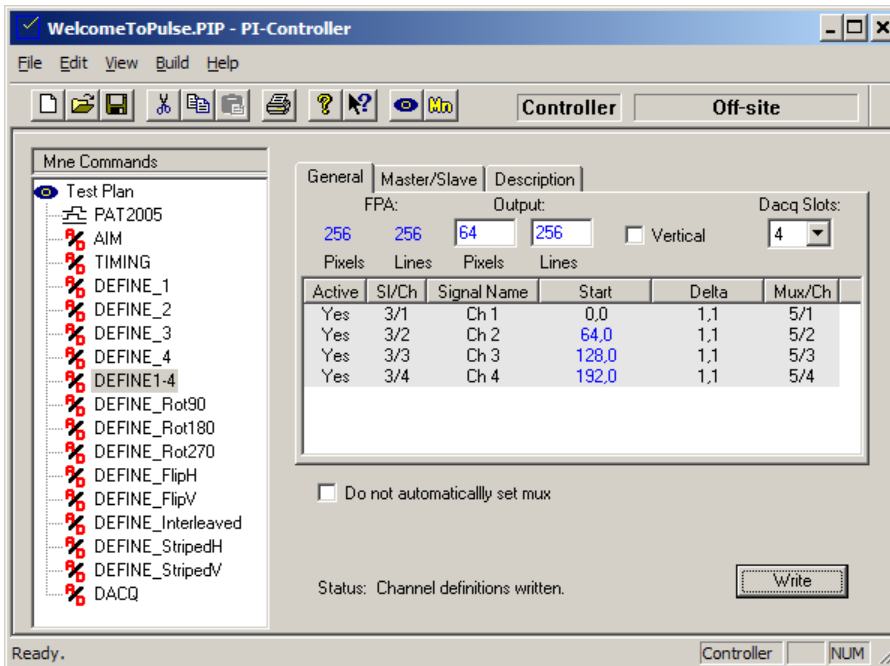 WelcomeToPulse.PIP - PI-Controller
File Edit View Build Help
Controller Off-site
Mne Commands
Test Plan
PAT2005
AIM
TIMING
DEFINE_1
DEFINE_2
DEFINE_3
DEFINE_4
DEFINE1-4
DEFINE_Rot90
DEFINE_Rot180
DEFINE_Rot270
DEFINE_FlipH
DEFINE_FlipV
DEFINE_Interleaved
DEFINE_StripedH
DEFINE_StripedV
DACQ
General Master/Slave Description
FPA: Output: Dacq Slots:
256 256 64 256 Vertical 4
Pixels Lines Pixels Lines
Active SI/Ch Signal Name Start Delta Mux/Ch
Yes 3/1 Ch 1 0,0 1,1 5/1
Yes 3/2 Ch 2 64,0 1,1 5/2
Yes 3/3 Ch 3 128,0 1,1 5/3
Yes 3/4 Ch 4 192,0 1,1 5/4
Do not automaticallly set mux
Status: Channel definitions written. Write
Ready. Controller NUM